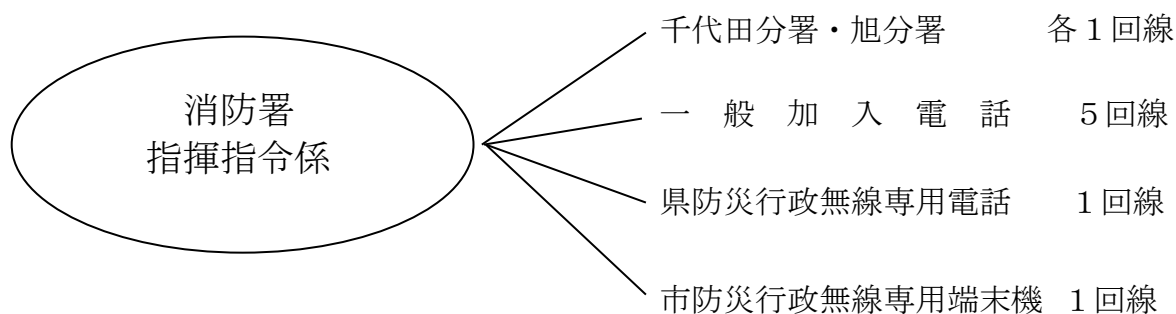 消防署
指揮指令係
千代田分署・旭分署　各１回線
一般加入電話　５回線
県防災行政無線専用電話　１回線
市防災行政無線専用端末機　１回線